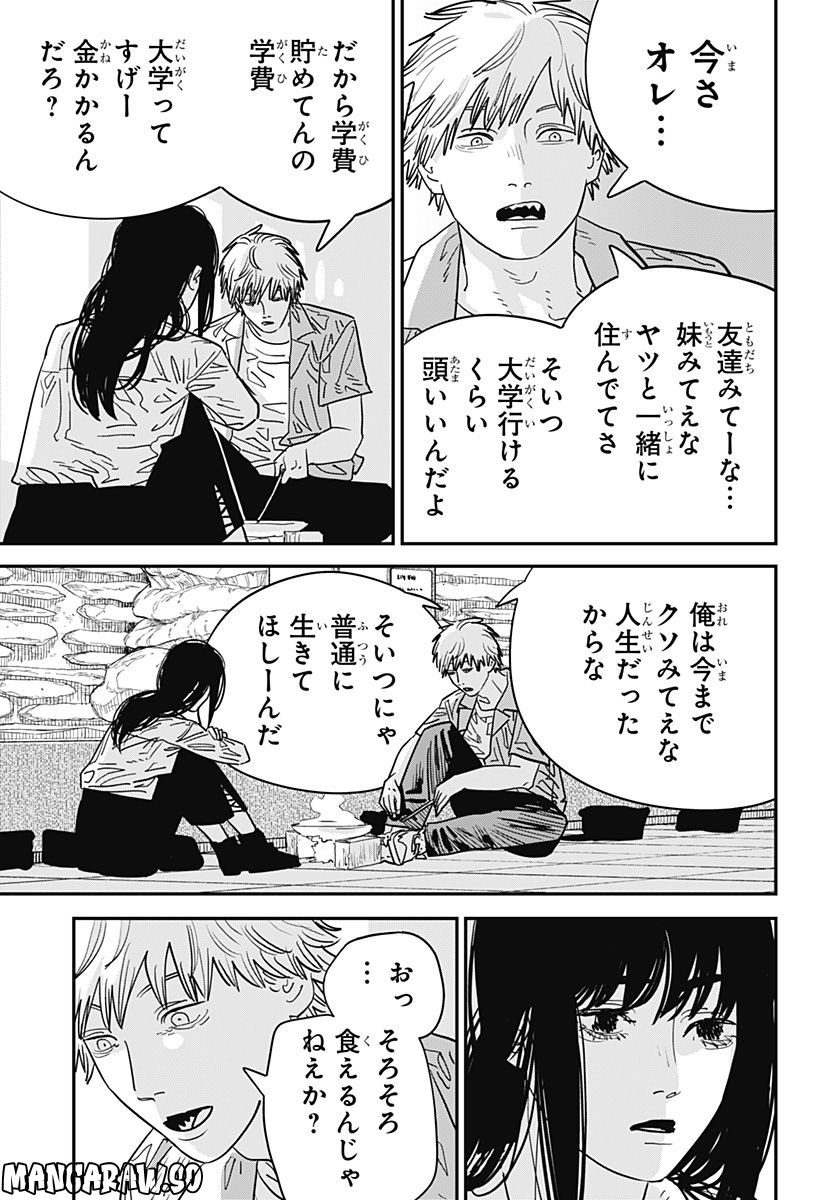 今さ
オレ…
友達みてーな…
妹みてえな
ヤツと一緒に
住んでてさ
そいつ
大学行ける
くらい
頭いいんだよ
だから学費
貯めてんの
学費
大学って
すげー
金かかるん
だろ?
俺は今まで
クソみてえな
人生だった
からな
そいつにゃ
普通に
生きて
ほしーんだ
おっ
…
そろそろ
食えるんじゃ
ねえか?
MANGARAW.SO